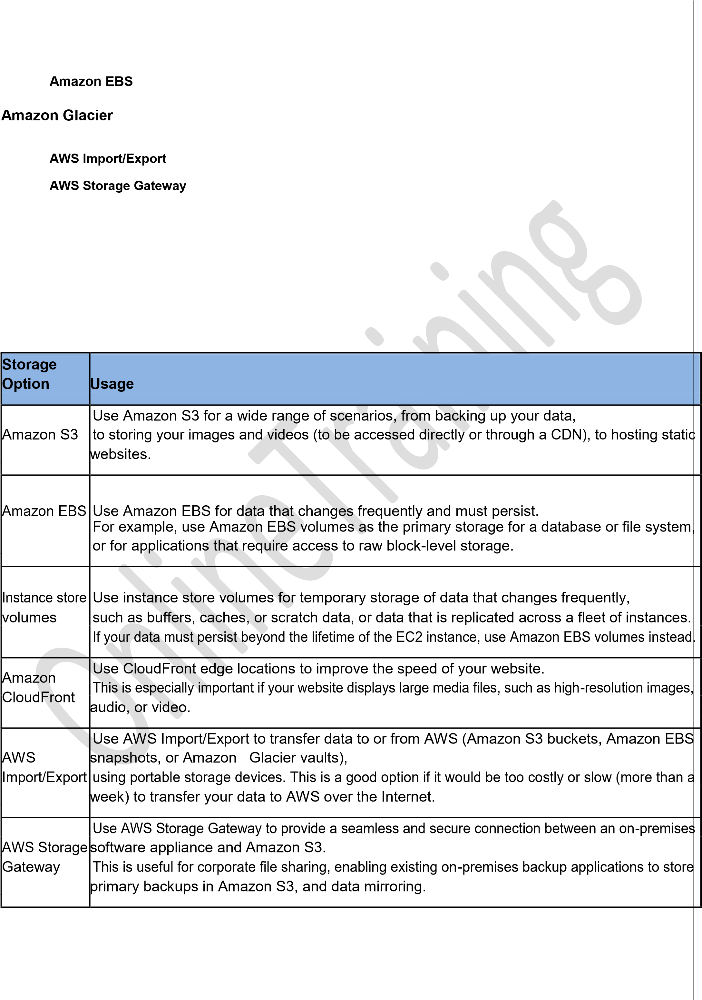 Amazon EBS
Amazon Glacier
AWS Import/Export
AWS Storage Gateway
Storage
Option
Usage
Amazon S3
Use Amazon S3 for a wide range of scenarios, from backing up your data,
to storing your images and videos (to be accessed directly or through a CDN), to hosting static
websites.
Amazon EBS
Use Amazon EBS for data that changes frequently and must persist.
For example, use Amazon EBS volumes as the primary storage for a database or file system,
or for applications that require access to raw block-level storage.
Instance store
volumes
Use instance store volumes for temporary storage of data that changes frequently,
such as buffers, caches, or scratch data, or data that is replicated across a fleet of instances.
If your data must persist beyond the lifetime of the EC2 instance, use Amazon EBS volumes instead.
Amazon
CloudFront
Use CloudFront edge locations to improve the speed of your website.
This is especially important if your website displays large media files, such as high-resolution images,
audio, or video.
AWS
Import/Export
Use AWS Import/Export to transfer data to or from AWS (Amazon S3 buckets, Amazon EBS
snapshots, or Amazon Glacier vaults),
using portable storage devices. This is a good option if it would be too costly or slow (more than a
week) to transfer your data to AWS over the Internet.
AWS Storage
Gateway
Use AWS Storage Gateway to provide a seamless and secure connection between an on-premises
software appliance and Amazon S3.
This is useful for corporate file sharing, enabling existing on-premises backup applications to store
primary backups in Amazon S3, and data mirroring.
OnlineTraining